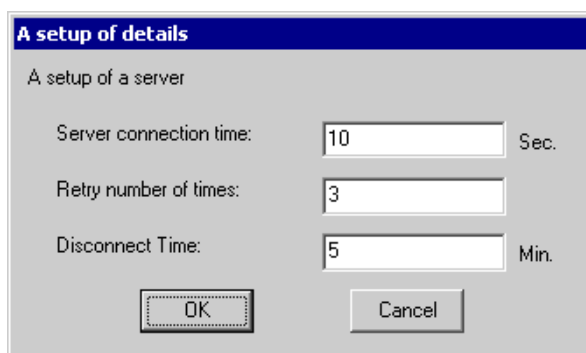 A setup of details
A setup of a server
Server connection time: 10 Sec.
Retry number of times: 3
Disconnect Time: 5 Min.
OK Cancel